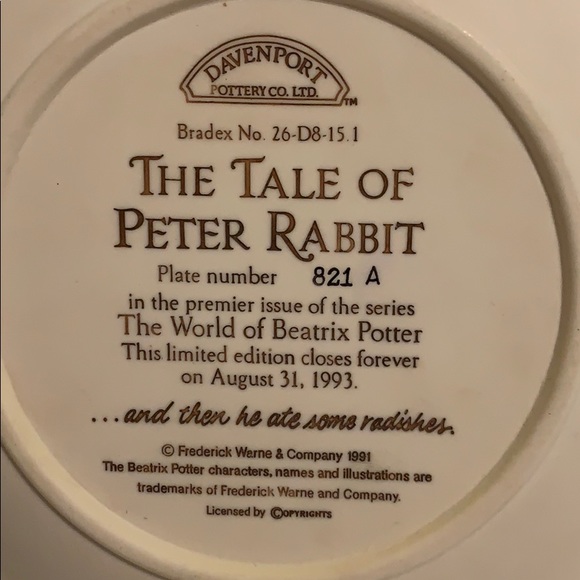 DAVENPORT
POTTERY CO. LTD.
TM
Bradex No. 26-D8-15.1
THE TALE OF
PETER RABBIT
Plate number 821 A
in the premier issue of the series
The World of Beatrix Potter
This limited edition closes forever
on August 31, 1993.
...and then he ate some radishes.
© Frederick Warne & Company 1991
The Beatrix Potter characters, names and illustrations are
trademarks of Frederick Warne and Company.
Licensed by ©OPYRIGHTS